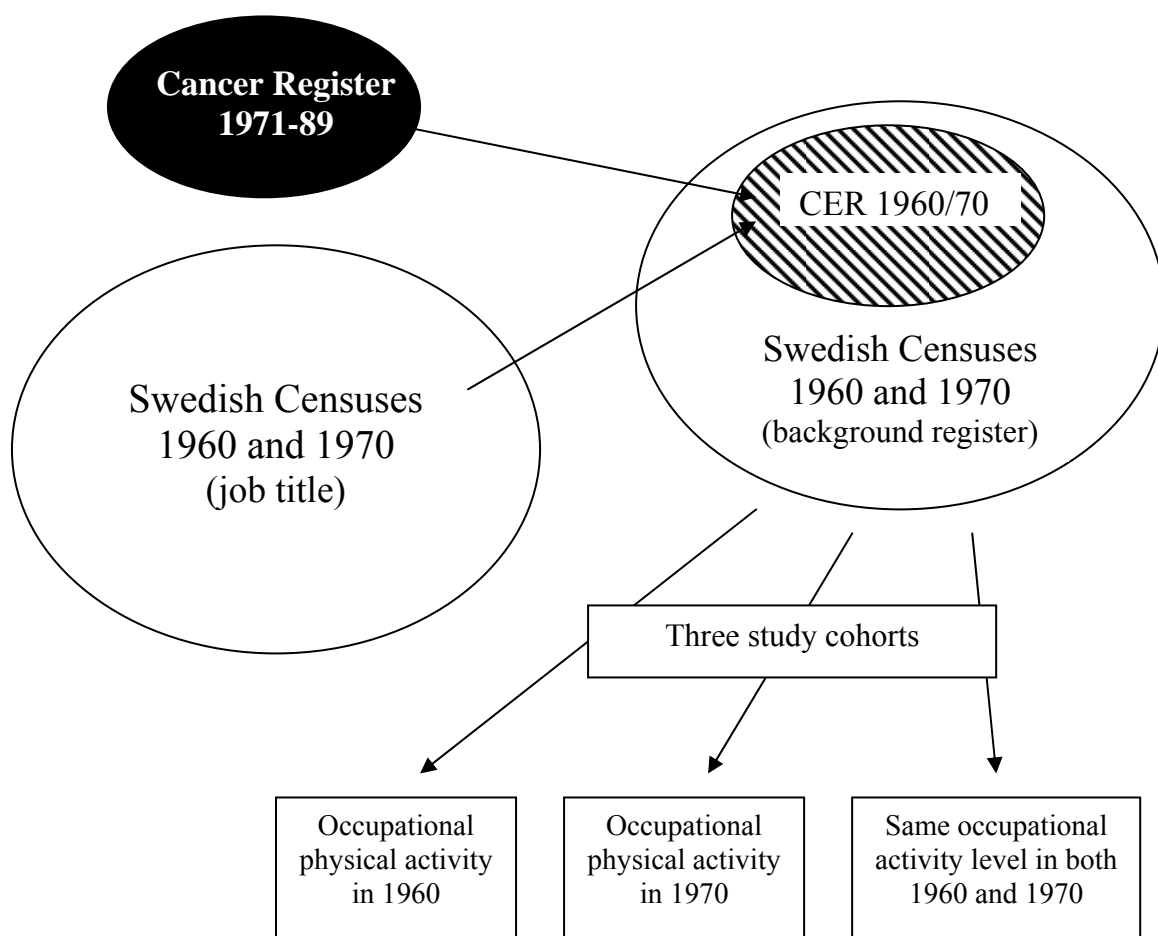 Cancer Register
1971-89
CER 1960/70
Swedish Censuses
1960 and 1970
(background register)
Swedish Censuses
1960 and 1970
(job title)
Three study cohorts
Occupational
physical activity
in 1960
Occupational
physical activity
in 1970
Same occupational
activity level in both
1960 and 1970